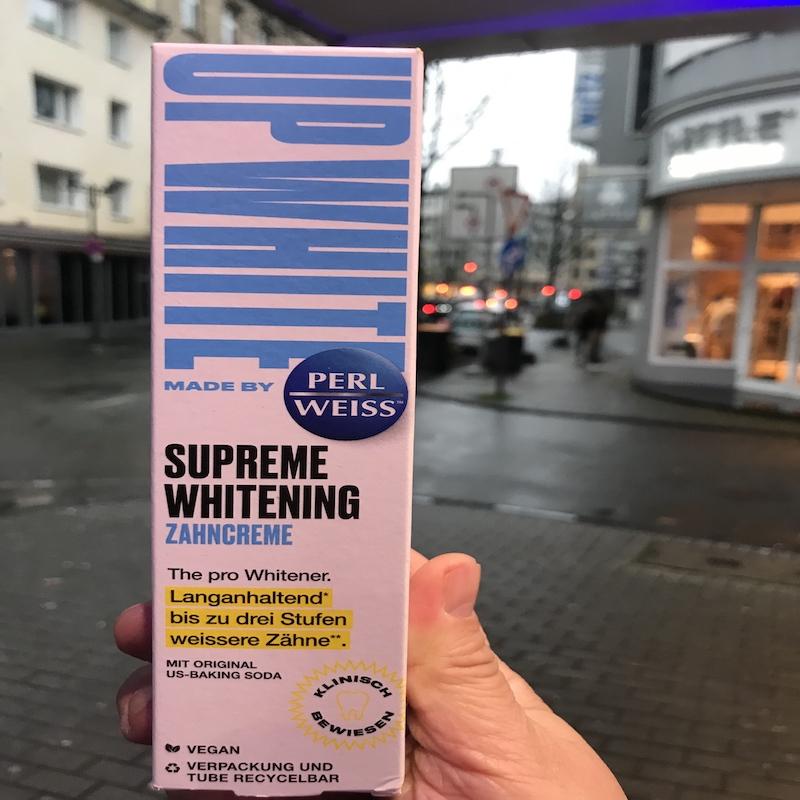 UP WHITE
MADE BY
PERL
WEISS™
SUPREME
WHITENING
ZAHNCREME
The pro Whitener.
Langanhaltend*
bis zu drei Stufen
weissere Zähne**.
MIT ORIGINAL
US-BAKING SODA
KLINISCH
BEWIESEN
VEGAN
VERPACKUNG UND
TUBE RECYCELBAR